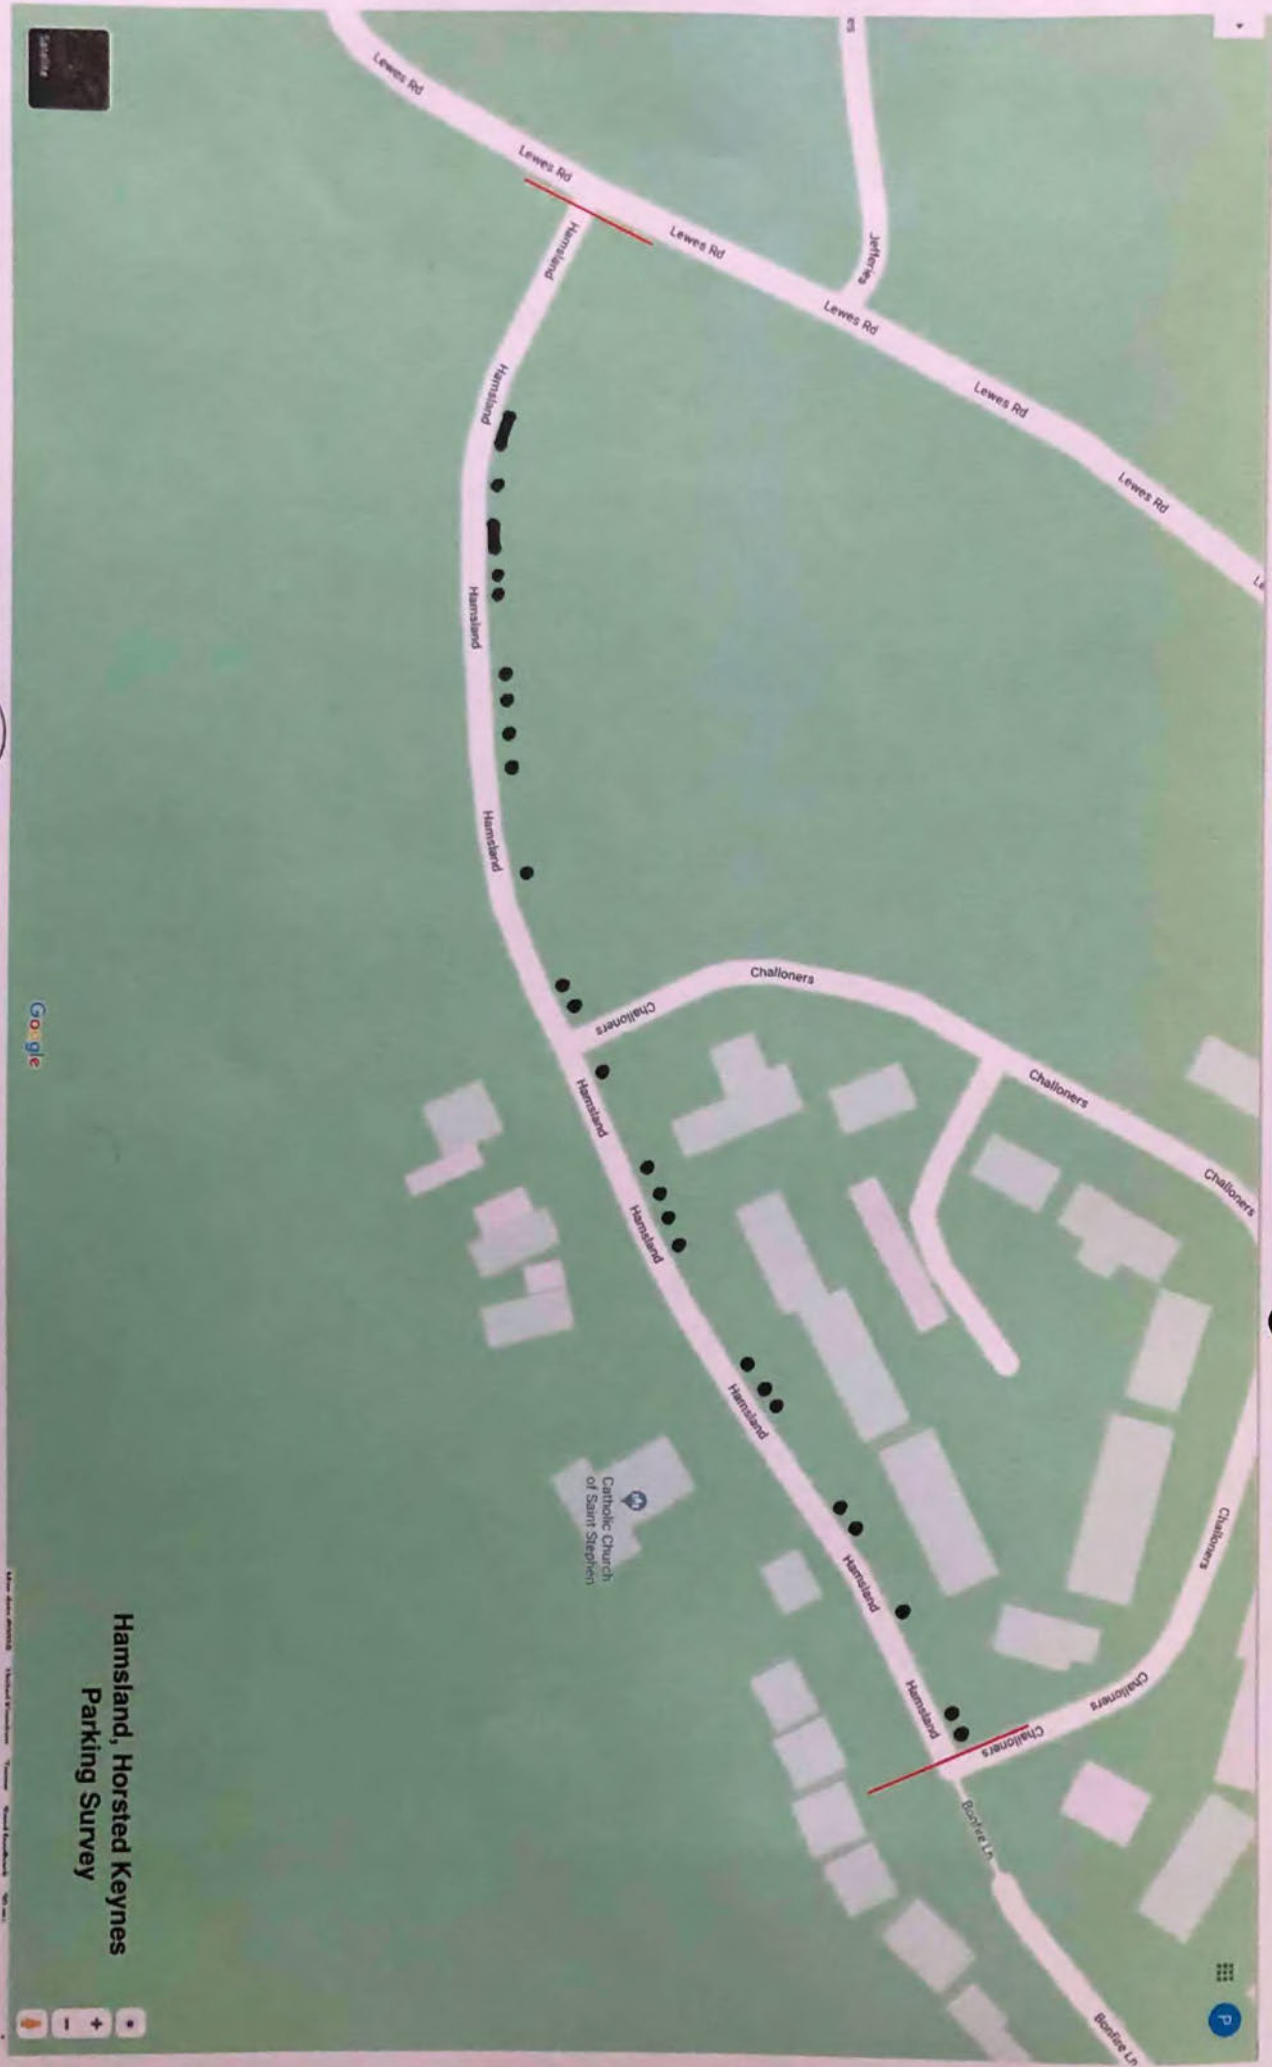 Satellite
Lewes Rd
Lewes Rd
Lewes Rd
Lewes Rd
Lewes Rd
Lewes Rd
es
Jefferies
Hamsland
Hamsland
Hamsland
Hamsland
Hamsland
Hamsland
Hamsland
Hamsland
Hamsland
Challoners
Challoners
Challoners
Challoners
Challoners
Challoners
Challoners
Catholic Church
of Saint Stephen
Bonfire Ln
Bonfire Ln
Google
P
Hamsland, Horsted Keynes
Parking Survey